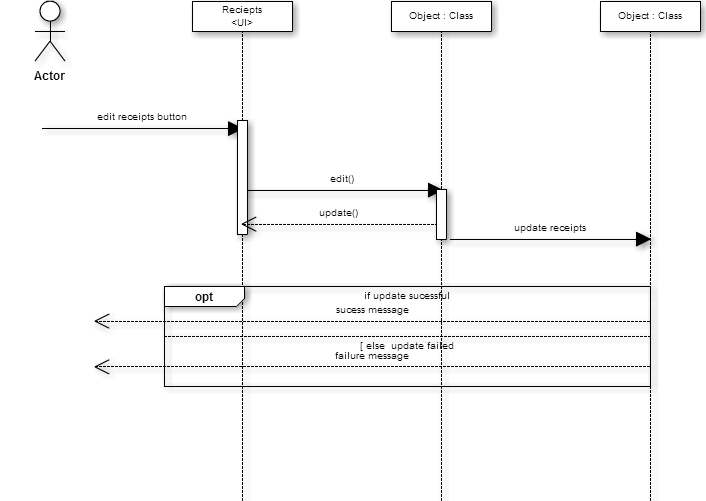 Reciepts
<UI>
Object : Class
Object : Class
Actor
edit receipts button
edit()
update()
update receipts
opt
if update sucessful
sucess message
[ else  update failed
failure message